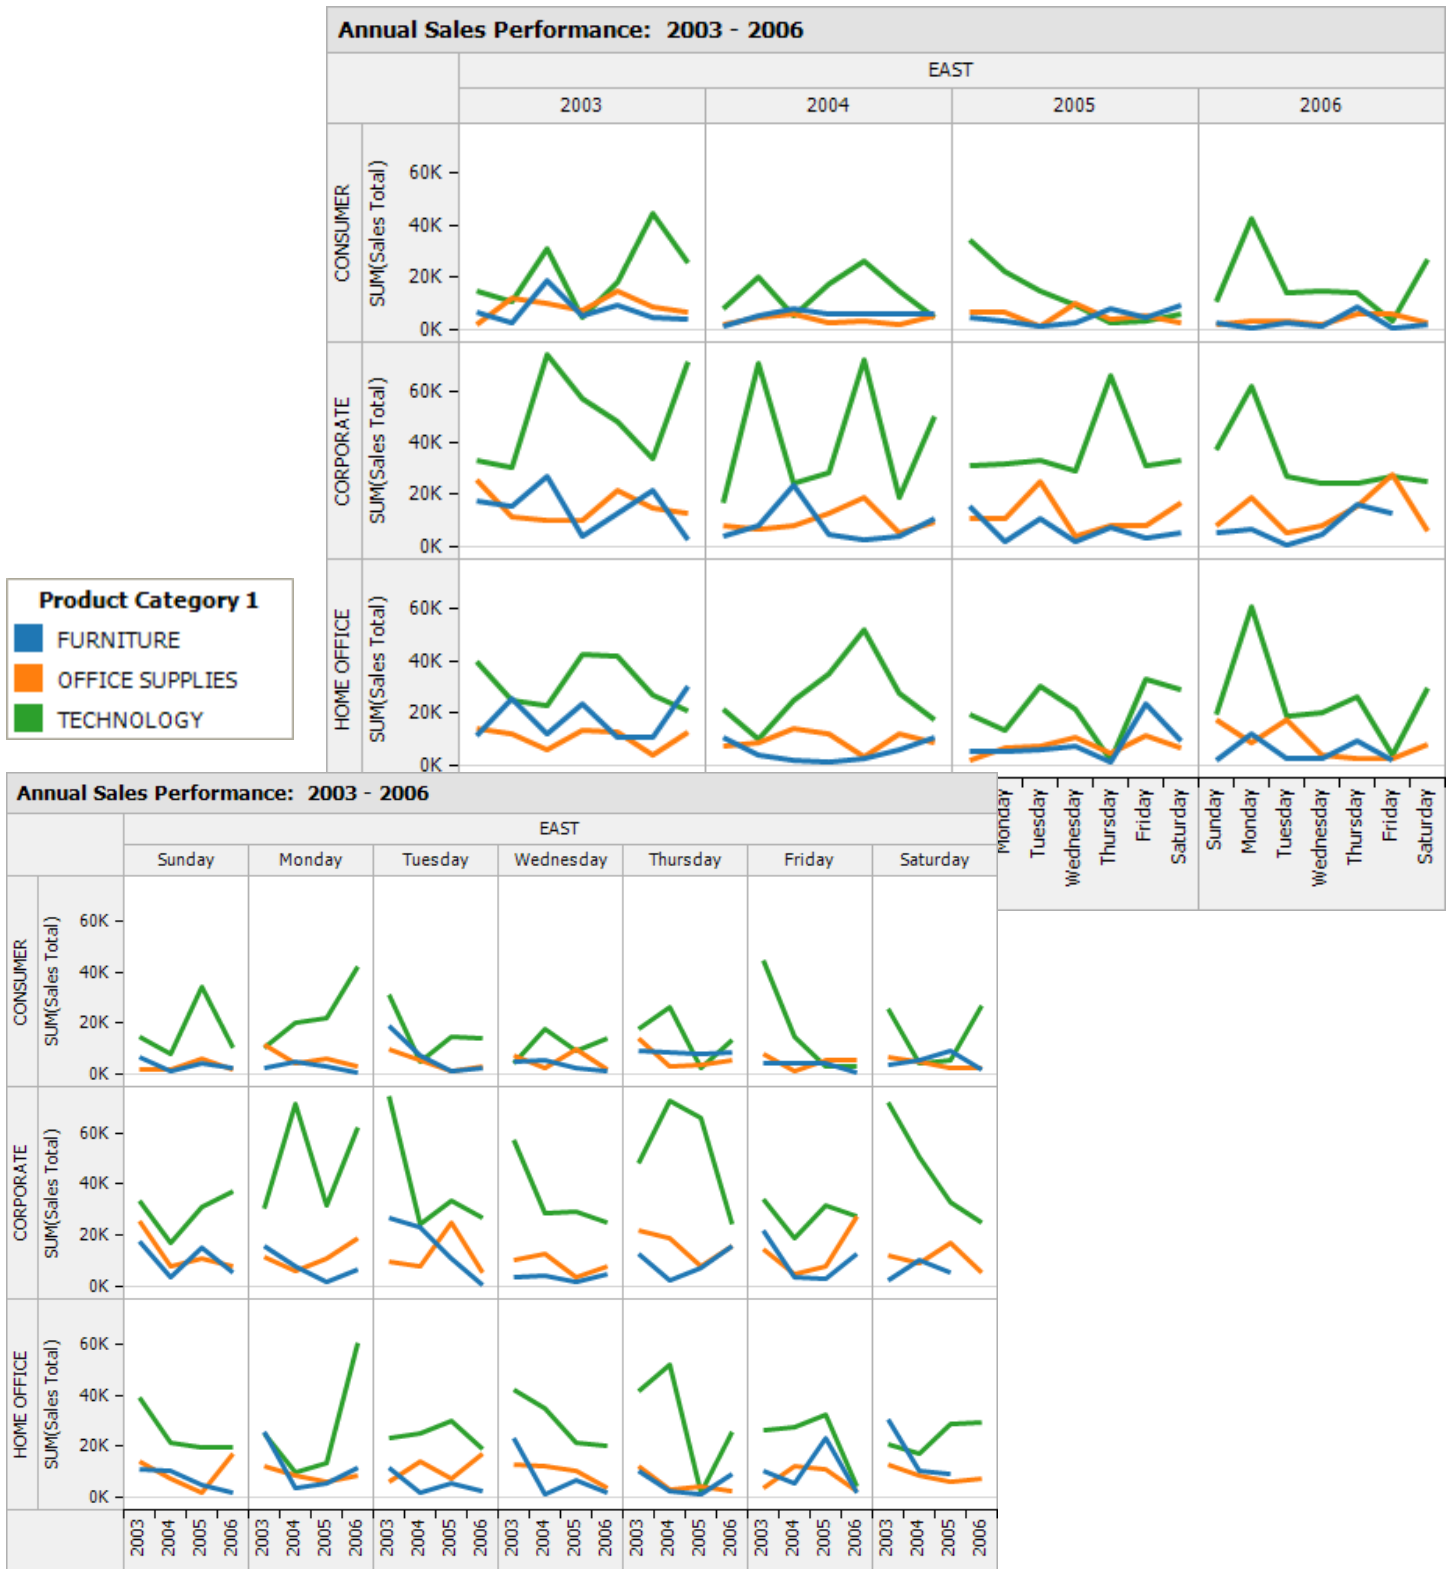 Annual Sales Performance: 2003 - 2006
EAST
2003 2004 2005 2006
CONSUMER
SUM(Sales Total)
60K
40K
20K
0K
CORPORATE
SUM(Sales Total)
60K
40K
20K
0K
HOME OFFICE
SUM(Sales Total)
60K
40K
20K
0K
Monday Tuesday Wednesday Thursday Friday Saturday Sunday Monday Tuesday Wednesday Thursday Friday Saturday
Product Category 1
FURNITURE
OFFICE SUPPLIES
TECHNOLOGY
Annual Sales Performance: 2003 - 2006
EAST
Sunday Monday Tuesday Wednesday Thursday Friday Saturday
CONSUMER
SUM(Sales Total)
60K
40K
20K
0K
CORPORATE
SUM(Sales Total)
60K
40K
20K
0K
HOME OFFICE
SUM(Sales Total)
60K
40K
20K
0K
2003 2004 2005 2006 2003 2004 2005 2006 2003 2004 2005 2006 2003 2004 2005 2006 2003 2004 2005 2006 2003 2004 2005 2006 2003 2004 2005 2006